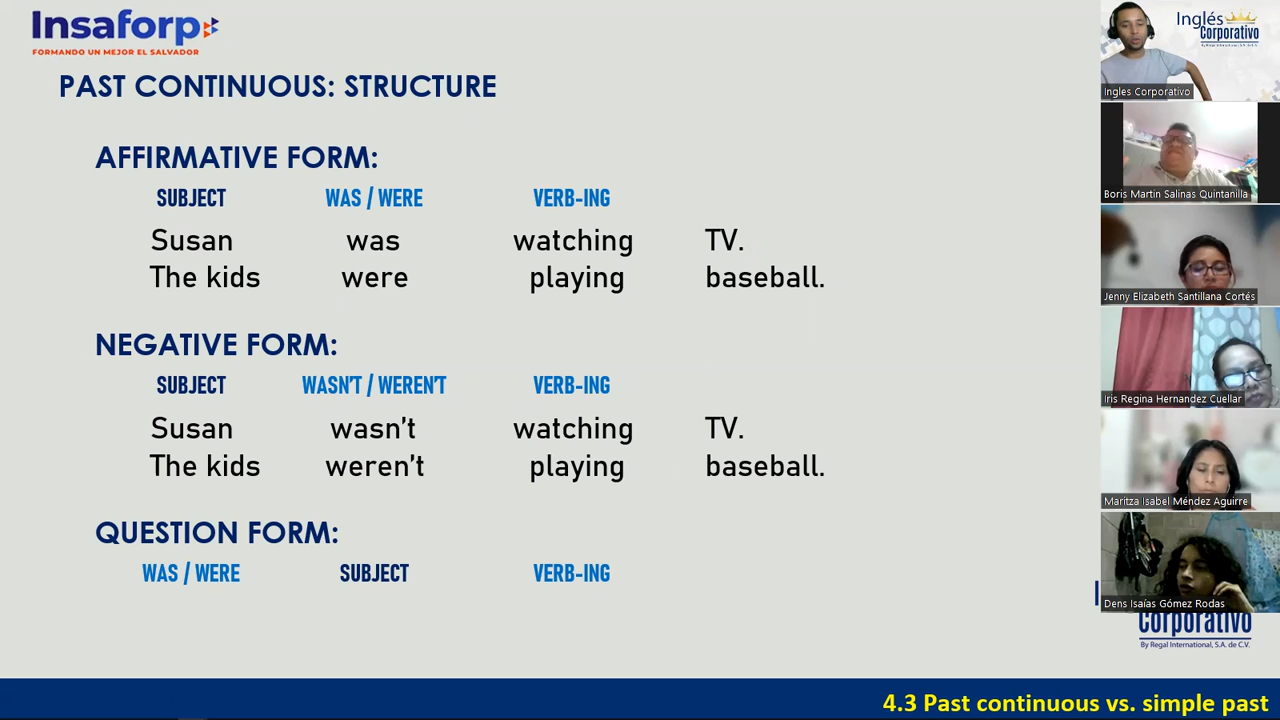 Insaforp
FORMANDO UN MEJOR EL SALVADOR
PAST CONTINUOUS: STRUCTURE
AFFIRMATIVE FORM:
SUBJECT WAS / WERE VERB-ING
Susan was watching TV.
The kids were playing baseball.
NEGATIVE FORM:
SUBJECT WASN'T / WEREN'T VERB-ING
Susan wasn't watching TV.
The kids weren't playing baseball.
QUESTION FORM:
WAS / WERE SUBJECT VERB-ING
Inglés
Corporativo
By Regal International, S.A. de C.V.
Ingles Corporativo
Boris Martin Salinas Quintanilla
Jenny Elizabeth Santillana Cortés
Iris Regina Hernandez Cuellar
Maritza Isabel Méndez Aguirre
Dens Isaías Gómez Rodas
Corporativo
By Regal International, S.A. de C.V.
4.3 Past continuous vs. simple past